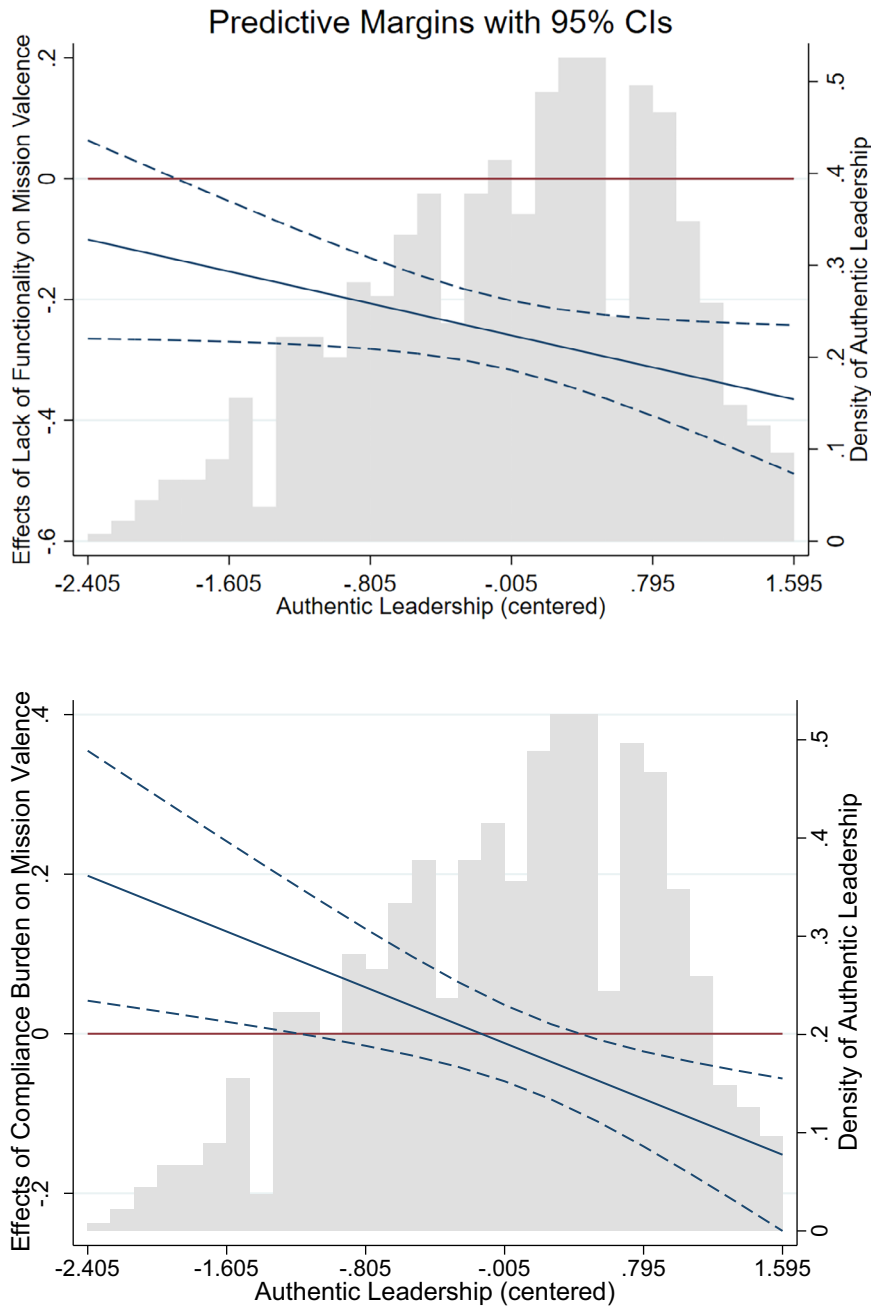 Predictive Margins with 95% CIs
Effects of Lack of Functionality on Mission Valcence
.2
0
-.2
-.4
-.6
Density of Authentic Leadership
.5
.4
.3
.2
.1
0
-2.405 -1.605 -.805 -.005 .795 1.595
Authentic Leadership (centered)
Effects of Compliance Burden on Mission Valence
.4
.2
0
-.2
Density of Authentic Leadership
.5
.4
.3
.2
.1
0
-2.405 -1.605 -.805 -.005 .795 1.595
Authentic Leadership (centered)